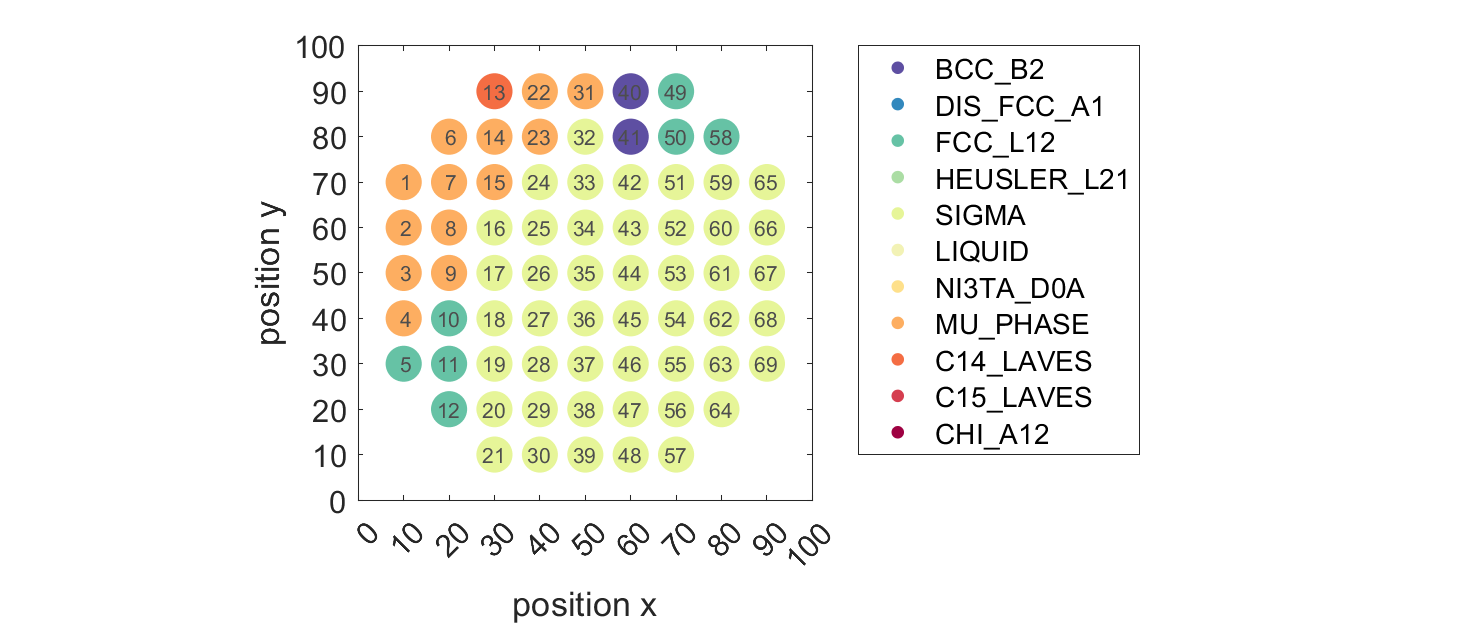 100
90
80
70
60
50
40
30
20
10
0
position y
13 22 31 40 49
6 14 23 32 41 50 58
1 7 15 24 33 42 51 59 65
2 8 16 25 34 43 52 60 66
3 9 17 26 35 44 53 61 67
4 10 18 27 36 45 54 62 68
5 11 19 28 37 46 55 63 69
12 20 29 38 47 56 64
21 30 39 48 57
0 10 20 30 40 50 60 70 80 90 100
position x
BCC_B2
DIS_FCC_A1
FCC_L12
HEUSLER_L21
SIGMA
LIQUID
NI3TA_D0A
MU_PHASE
C14_LAVES
C15_LAVES
CHI_A12